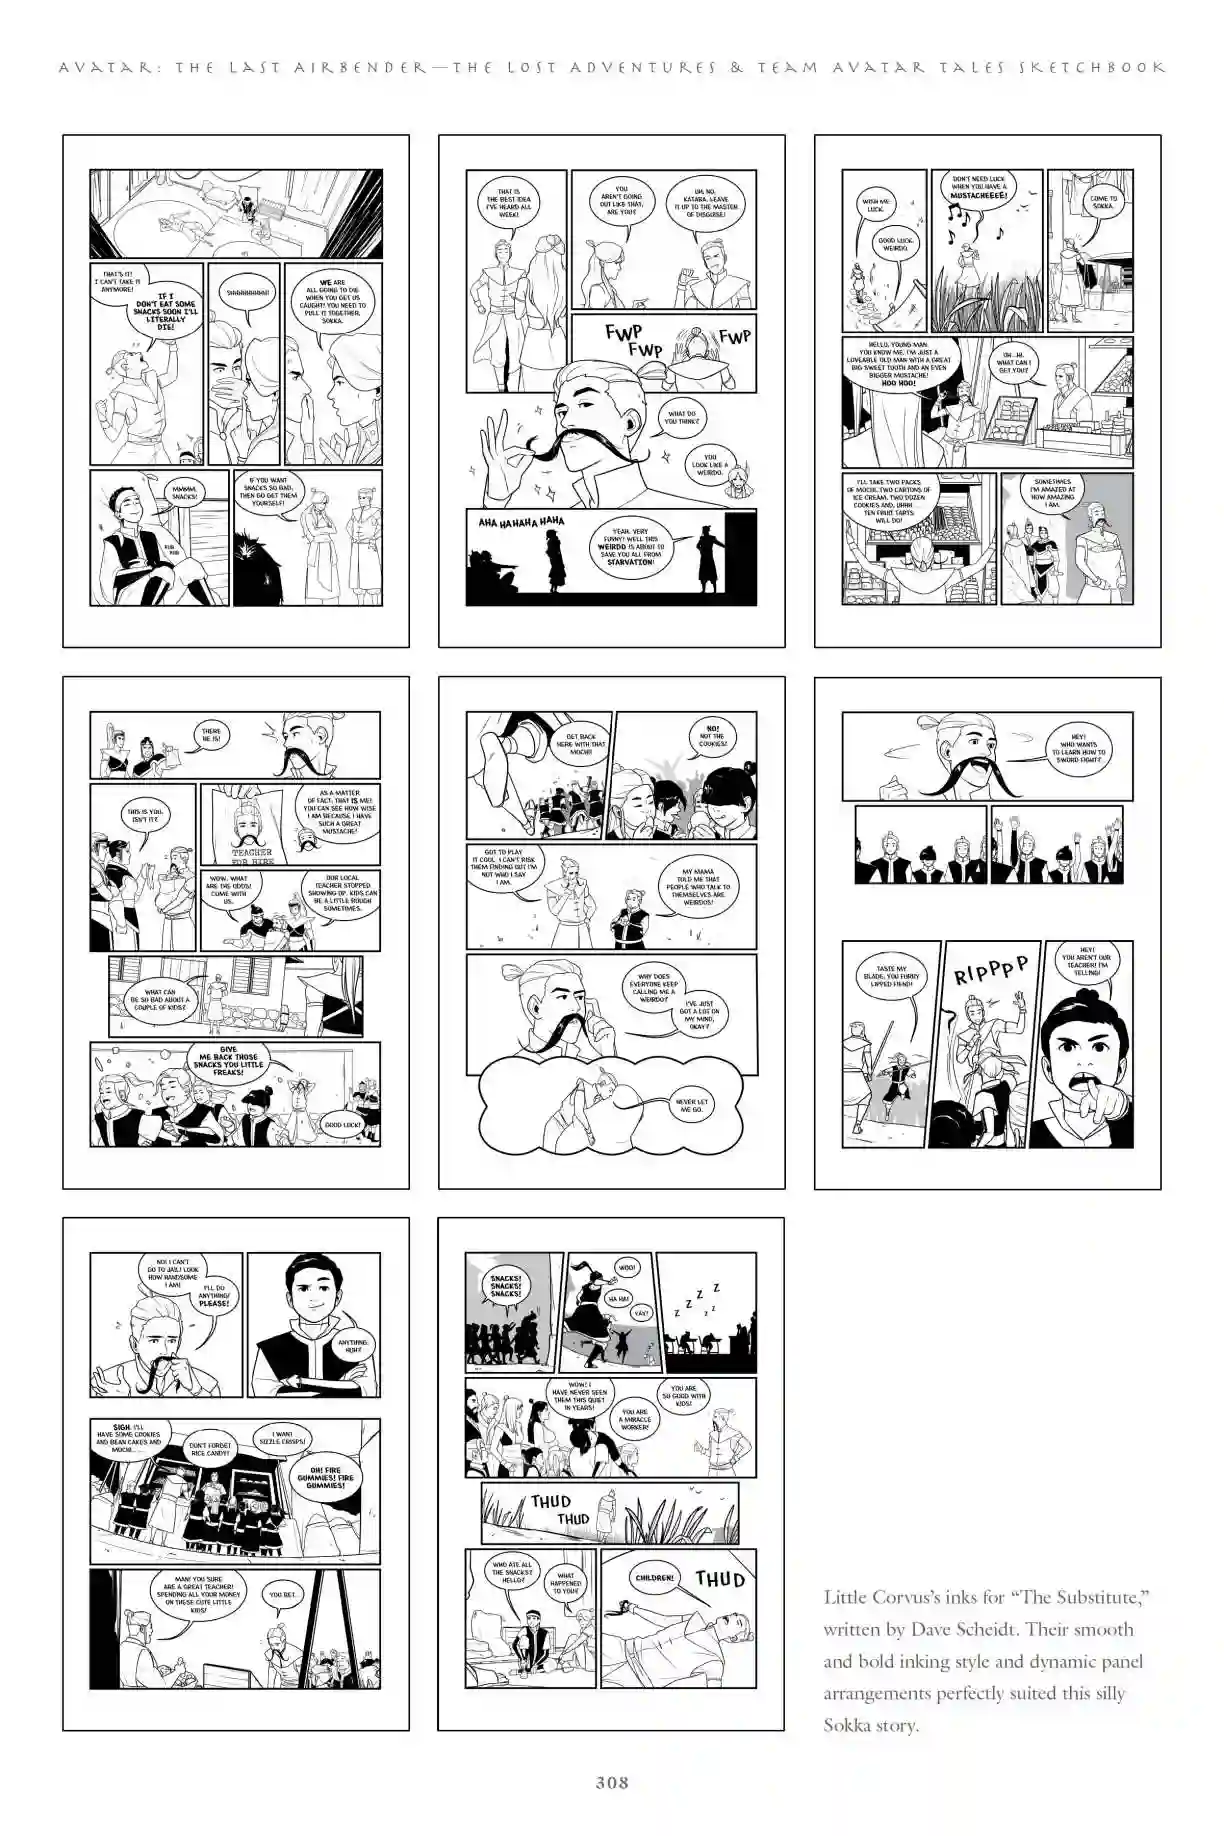 AVATAR: THE LAST AIRBENDER—THE LOST ADVENTURES & TEAM AVATAR TALES SKETCHBOOK
THAT'S IT!
I CAN'T TAKE IT
ANYMORE!
IF I
DON'T EAT SOME
SNACKS SOON I'LL
LITERALLY
DIE!
SHHHHHHHH!
WE ARE
ALL GOING TO DIE
WHEN YOU GET US
CAUGHT! YOU NEED TO
PULL IT TOGETHER,
SOKKA.
MMMM,
SNACKS!
RUB
RUB
IF YOU WANT
SNACKS SO BAD,
THEN GO GET THEM
YOURSELF!
THAT IS
THE BEST IDEA
I'VE HEARD ALL
WEEK!
YOU
AREN'T GOING
OUT LIKE THAT,
ARE YOU?
UH, NO,
KATARA. LEAVE
IT UP TO THE MASTER
OF DISGUISE!
FWP
FWP
FWP
WHAT DO
YOU THINK?
YOU
LOOK LIKE A
WEIRDO.
AHA HAHAHA HAHA
YEAH, VERY
FUNNY! WELL THIS
WEIRDO IS ABOUT TO
SAVE YOU ALL FROM
STARVATION!
WISH ME
LUCK.
GOOD LUCK,
WEIRDO.
DON'T NEED LUCK
WHEN YOU HAVE A
MUSTACHEEEE!
COME TO
SOKKA.
HELLO, YOUNG MAN.
YOU KNOW ME, I'M JUST A
LOVEABLE OLD MAN WITH A GREAT
BIG SWEET TOOTH AND AN EVEN
BIGGER MUSTACHE!
HOO HOO!
OH...HI.
WHAT CAN I
GET YOU?
I'LL TAKE TWO PACKS
OF MOCHI, TWO CARTONS OF
ICE CREAM, TWO DOZEN
COOKIES AND, UHHH...
TEN FRUIT TARTS
WILL DO!
SOMETIMES
I'M AMAZED AT
HOW AMAZING
I AM.
THERE
HE IS!
THIS IS YOU,
ISN'T IT?
TEACHER
FOR HIRE
AS A MATTER
OF FACT, THAT IS ME!
YOU CAN SEE HOW WISE
I AM BECAUSE I HAVE
SUCH A GREAT
MUSTACHE!
WOW. WHAT
ARE THE ODDS!
COME WITH
US.
OUR LOCAL
TEACHER STOPPED
SHOWING UP. KIDS CAN
BE A LITTLE ROUGH
SOMETIMES.
WHAT CAN
BE SO BAD ABOUT A
COUPLE OF KIDS?
GIVE
ME BACK THOSE
SNACKS YOU LITTLE
FREAKS!
GOOD LUCK!
GET BACK
HERE WITH THAT
MOCHI!
NO!
NOT THE
COOKIES!
GOT TO PLAY
IT COOL. I CAN'T RISK
THEM FINDING OUT I'M
NOT WHO I SAY
I AM.
MY MAMA
TOLD ME THAT
PEOPLE WHO TALK TO
THEMSELVES ARE
WEIRDOS!
WHY DOES
EVERYONE KEEP
CALLING ME A
WEIRDO?
I'VE JUST
GOT A LOT ON
MY MIND,
OKAY?
NEVER LET
ME GO.
HEY!
WHO WANTS
TO LEARN HOW TO
SWORD FIGHT?
TASTE MY
BLADE, YOU FURRY
LIPPED FIEND!
RIPPPP
HEY!
YOU AREN'T OUR
TEACHER! I'M
TELLING!
NO! I CAN'T
GO TO JAIL! LOOK
HOW HANDSOME
I AM!
I'LL DO
ANYTHING!
PLEASE!
ANYTHING,
HUH?
SIGH. I'LL
HAVE SOME COOKIES
AND BEAN CAKES AND
MOCHI...
DON'T FORGET
RICE CANDY!
I WANT
SIZZLE CRISPS!
OH! FIRE
GUMMIES! FIRE
GUMMIES!
MAN! YOU SURE
ARE A GREAT TEACHER!
SPENDING ALL YOUR MONEY
ON THESE CUTE LITTLE
KIDS!
YOU BET.
SNACKS!
SNACKS!
SNACKS!
WOO!
HA HA!
YAY!
Z Z Z Z Z
WOW! I
HAVE NEVER SEEN
THEM THIS QUIET
IN YEARS!
YOU ARE
A MIRACLE
WORKER!
YOU ARE
SO GOOD WITH
KIDS!
THUD
THUD
WHO ATE ALL
THE SNACKS?
HELLO?
WHAT
HAPPENED
TO YOU?
CHILDREN!
THUD
Little Corvus's inks for “The Substitute,”
written by Dave Scheidt. Their smooth
and bold inking style and dynamic panel
arrangements perfectly suited this silly
Sokka story.
308